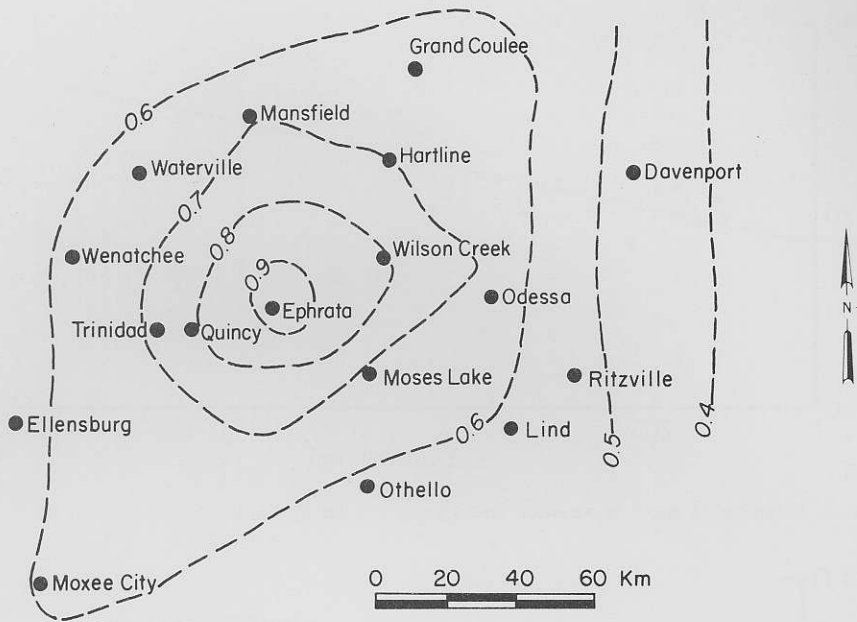 Grand Coulee
0.6
Mansfield
Hartline
Waterville
Davenport
0.7
0.8
Wenatchee
Wilson Creek
0.9
Ephrata
Odessa
N
Trinidad
Quincy
Moses Lake
Ritzville
Ellensburg
0.6
Lind
0.5
0.4
Othello
Moxee City
0 20 40 60 Km